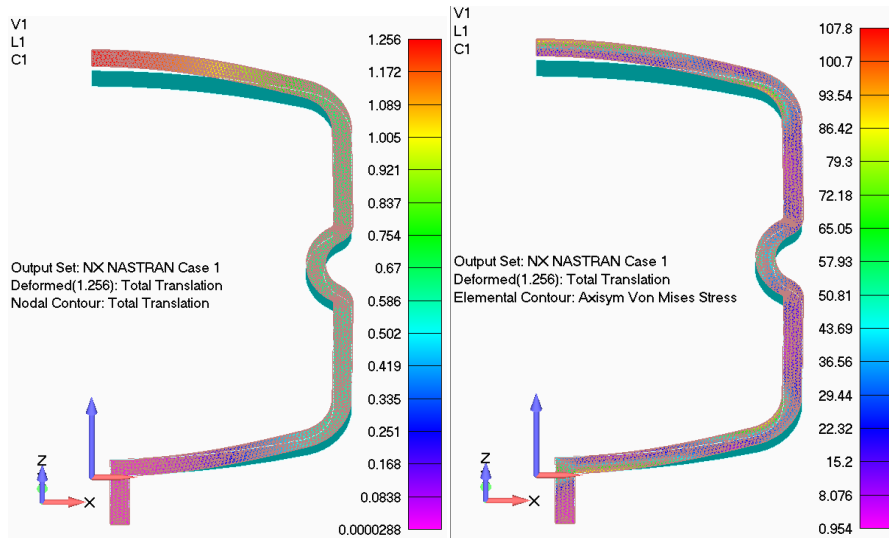 V1
L1
C1
1.256
1.172
1.089
1.005
0.921
0.837
0.754
0.67
0.586
0.502
0.419
0.335
0.251
0.168
0.0838
0.0000288
Output Set: NX NASTRAN Case 1
Deformed(1.256): Total Translation
Nodal Contour: Total Translation
Z
X
V1
L1
C1
107.8
100.7
93.54
86.42
79.3
72.18
65.05
57.93
50.81
43.69
36.56
29.44
22.32
15.2
8.076
0.954
Output Set: NX NASTRAN Case 1
Deformed(1.256): Total Translation
Elemental Contour: Axisym Von Mises Stress
Z
X